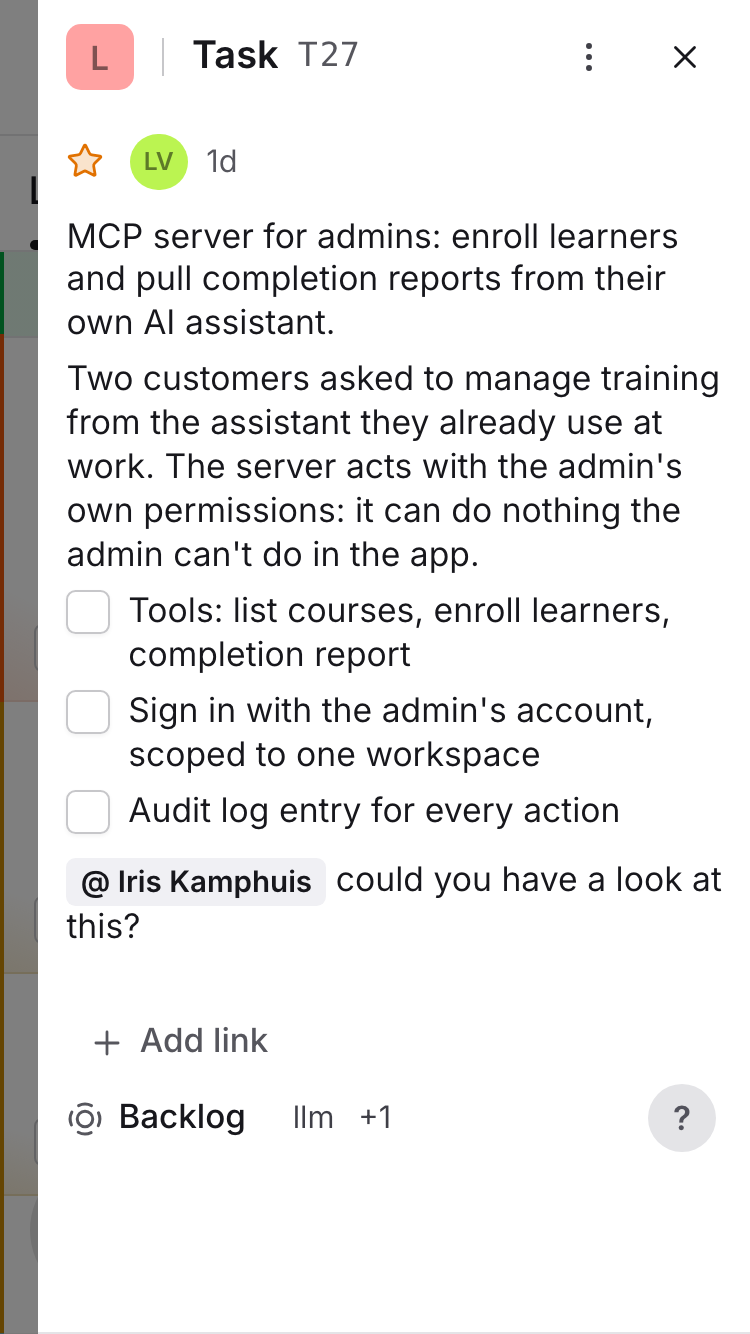 L
Task T27
LV 1d
MCP server for admins: enroll learners
and pull completion reports from their
own AI assistant.
Two customers asked to manage training
from the assistant they already use at
work. The server acts with the admin's
own permissions: it can do nothing the
admin can't do in the app.
Tools: list courses, enroll learners,
completion report
Sign in with the admin's account,
scoped to one workspace
Audit log entry for every action
@ Iris Kamphuis could you have a look at
this?
+ Add link
Backlog llm +1
?